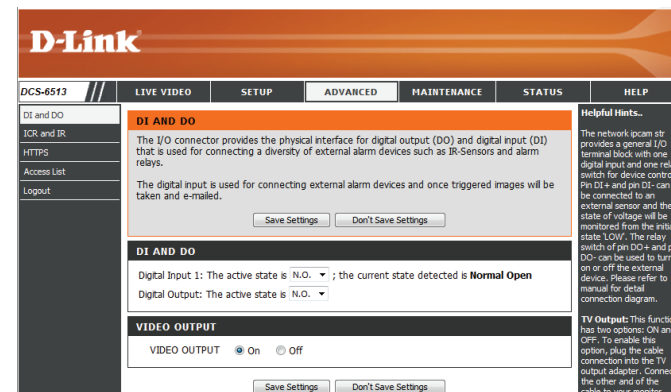 D-Link
DCS-6513
LIVE VIDEO
SETUP
ADVANCED
MAINTENANCE
STATUS
HELP
DI and DO
ICR and IR
HTTPS
Access List
Logout
DI AND DO
The I/O connector provides the physical interface for digital output (DO) and digital input (DI)
that is used for connecting a diversity of external alarm devices such as IR-Sensors and alarm
relays.
The digital input is used for connecting external alarm devices and once triggered images will be
taken and e-mailed.
Save Settings
Don't Save Settings
DI AND DO
Digital Input 1: The active state is N.O. ; the current state detected is Normal Open
Digital Output: The active state is N.O.
VIDEO OUTPUT
VIDEO OUTPUT On Off
Save Settings
Don't Save Settings
Helpful Hints..
The network ipcam str
provides a general I/O
terminal block with one
digital input and one rel
switch for device contr
Pin DI+ and pin DI- can
be connected to an
external sensor and the
state of voltage will be
monitored from the initia
state 'LOW'. The relay
switch of pin DO+ and p
DO- can be used to turn
on or off the external
device. Please refer to
manual for detail
connection diagram.
TV Output: This functio
has two options: ON an
OFF. To enable this
option, plug the cable
connection into the TV
output adapter. Connec
the other and of the
cable to your monitor